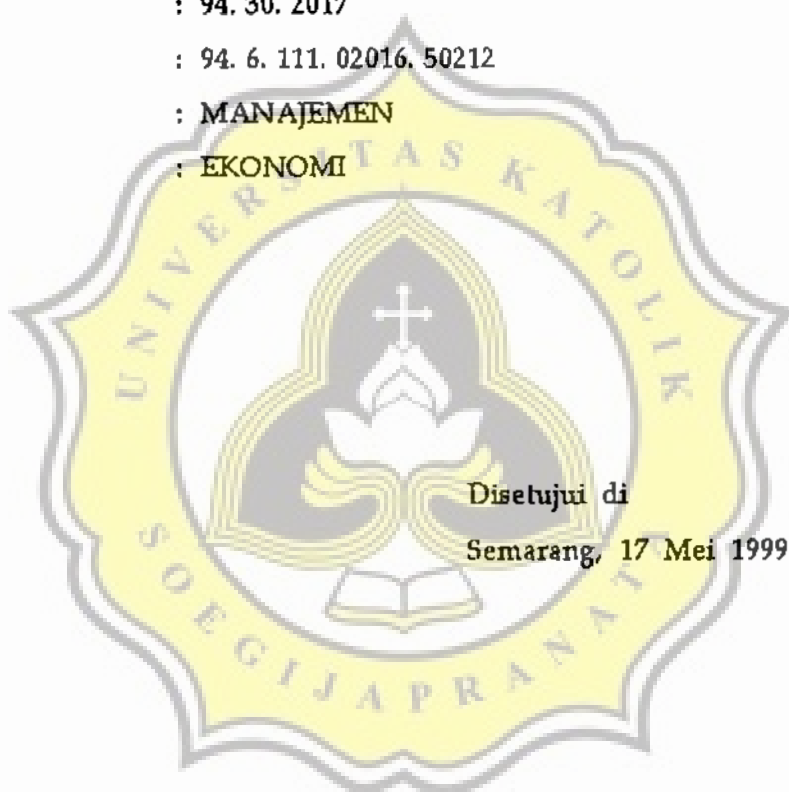 : 94. 30. 2017
: 94. 6. 111. 02016. 50212
: MANAJEMEN
: EKONOMI
UNIVERSITAS KATOLIK
Disetujui di
Semarang, 17 Mei 1999
SOEGIJAPRANATA